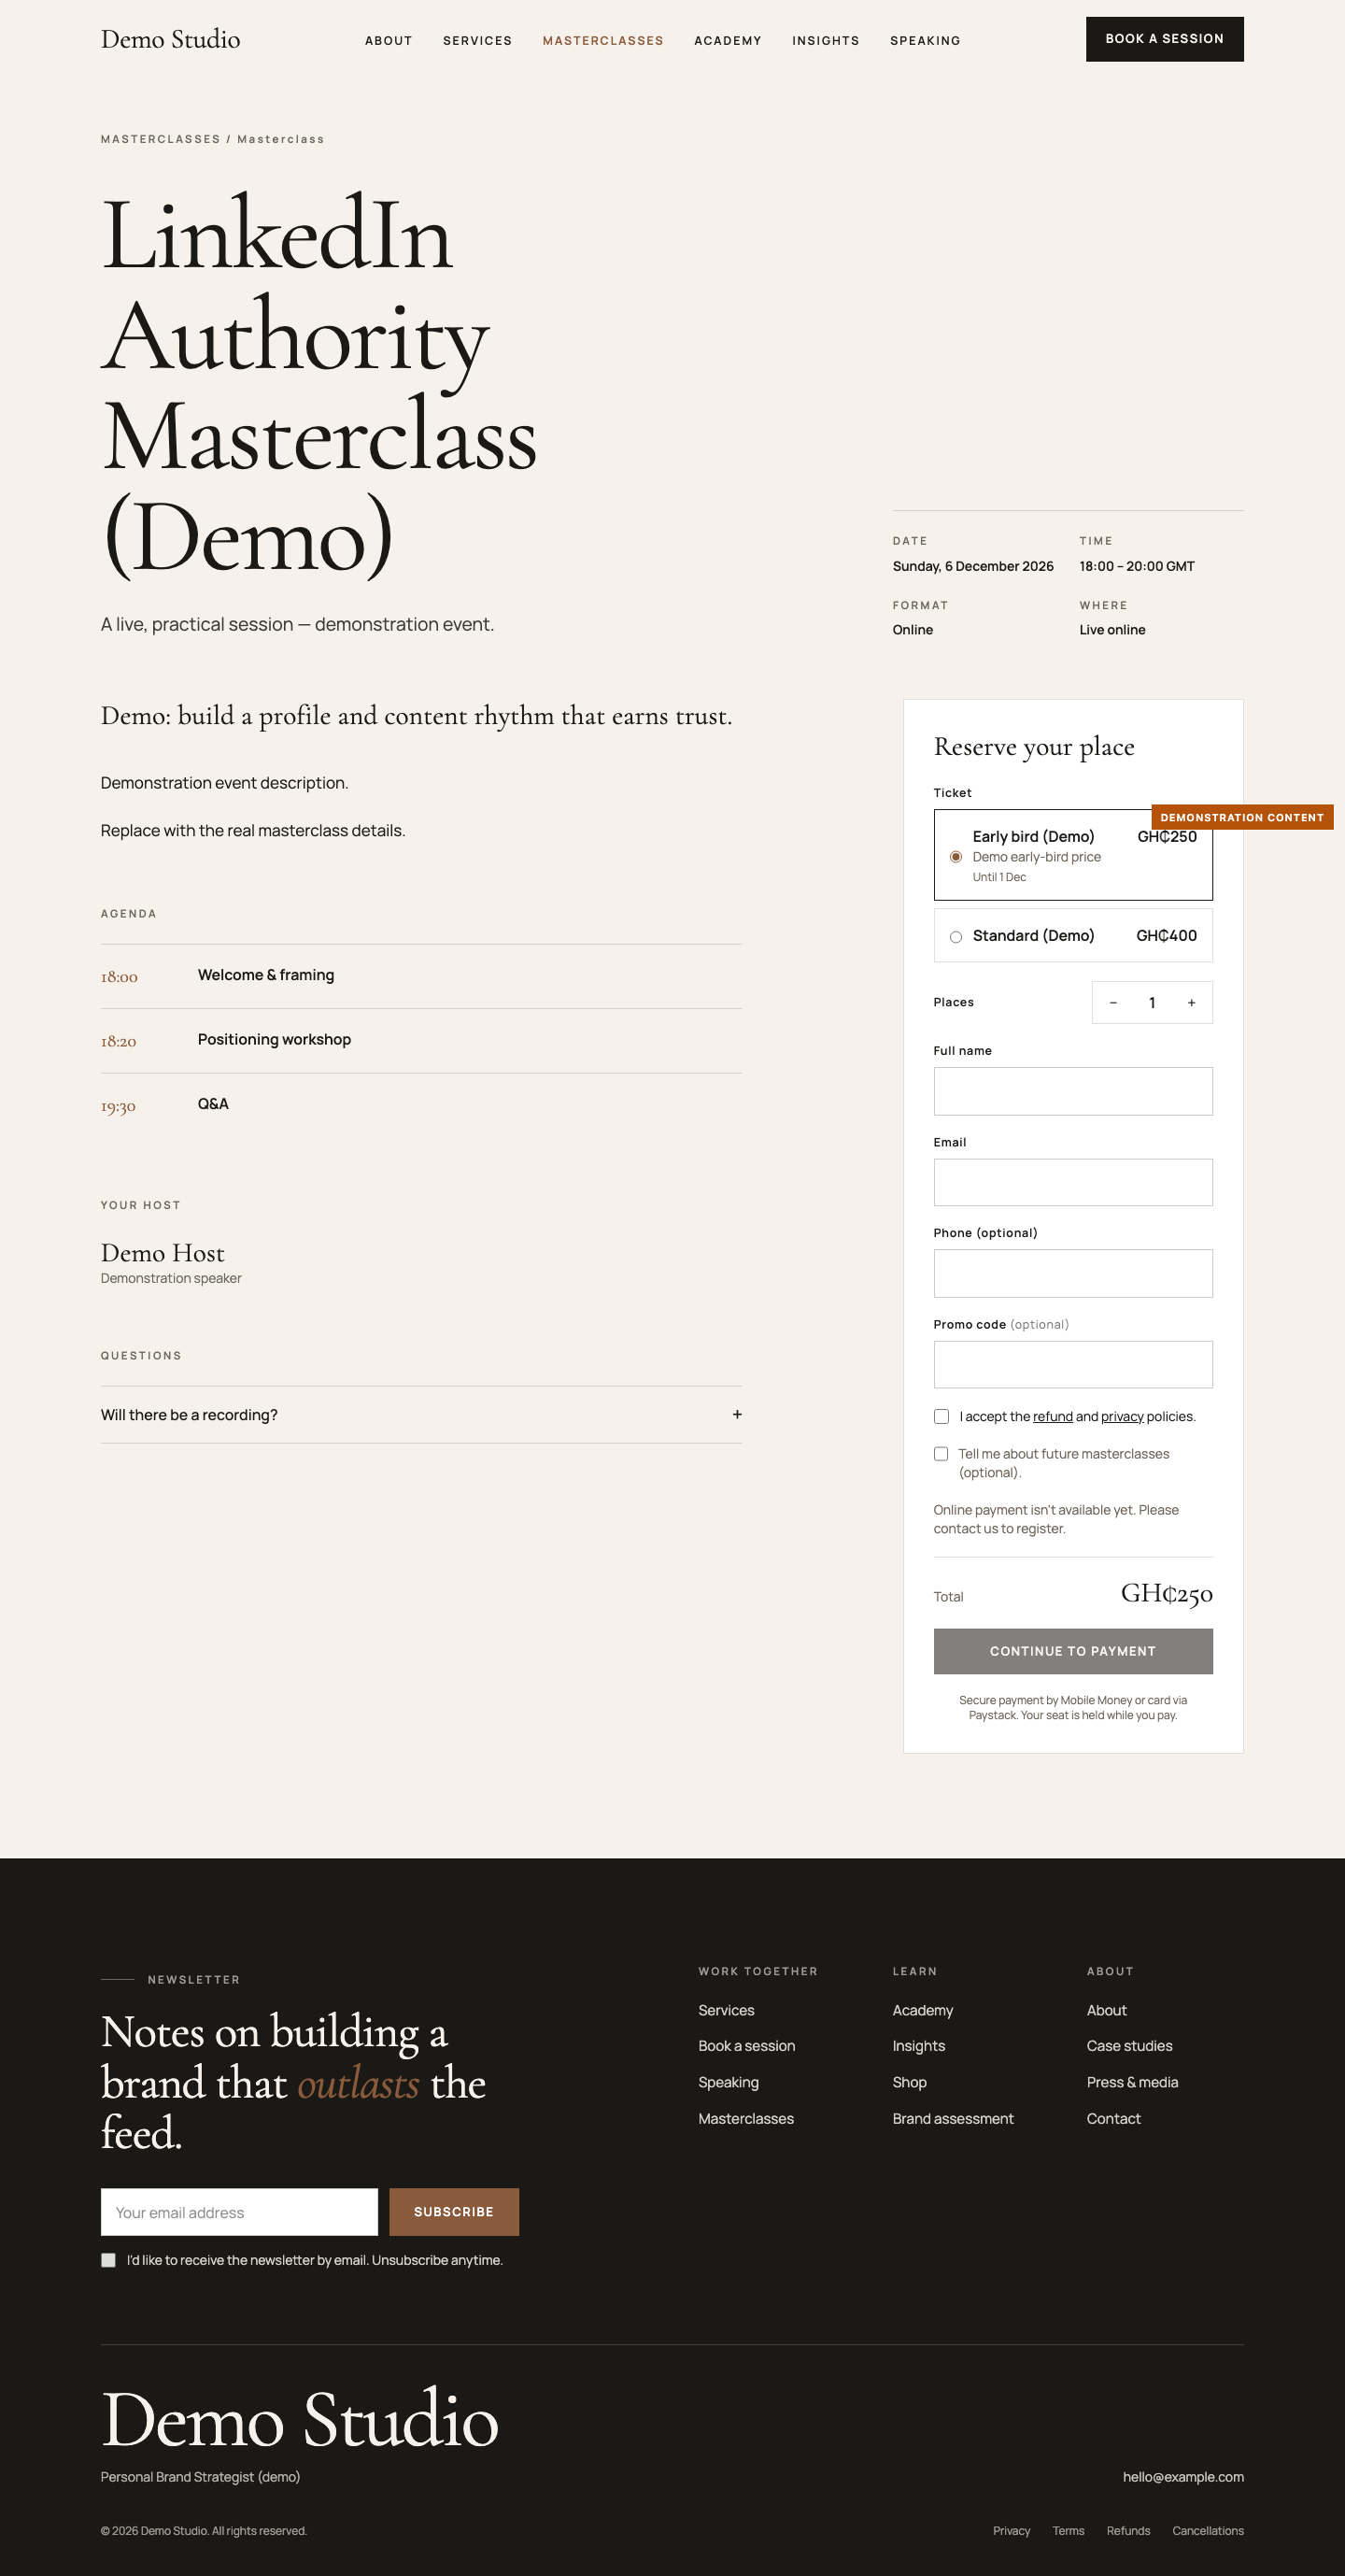 Demo Studio
ABOUT
SERVICES
MASTERCLASSES
ACADEMY
INSIGHTS
SPEAKING
BOOK A SESSION
MASTERCLASSES / Masterclass
LinkedIn
Authority
Masterclass
(Demo)
A live, practical session — demonstration event.
DATE
Sunday, 6 December 2026
TIME
18:00 – 20:00 GMT
FORMAT
Online
WHERE
Live online
Demo: build a profile and content rhythm that earns trust.
Demonstration event description.
Replace with the real masterclass details.
AGENDA
18:00 Welcome & framing
18:20 Positioning workshop
19:30 Q&A
YOUR HOST
Demo Host
Demonstration speaker
QUESTIONS
Will there be a recording? +
Reserve your place
Ticket
DEMONSTRATION CONTENT
Early bird (Demo) GH₵250
Demo early-bird price
Until 1 Dec
Standard (Demo) GH₵400
Places − 1 +
Full name
Email
Phone (optional)
Promo code (optional)
I accept the refund and privacy policies.
Tell me about future masterclasses
(optional).
Online payment isn't available yet. Please
contact us to register.
Total GH₵250
CONTINUE TO PAYMENT
Secure payment by Mobile Money or card via
Paystack. Your seat is held while you pay.
NEWSLETTER
Notes on building a
brand that outlasts the
feed.
Your email address
SUBSCRIBE
I'd like to receive the newsletter by email. Unsubscribe anytime.
WORK TOGETHER
Services
Book a session
Speaking
Masterclasses
LEARN
Academy
Insights
Shop
Brand assessment
ABOUT
About
Case studies
Press & media
Contact
Demo Studio
Personal Brand Strategist (demo)
hello@example.com
© 2026 Demo Studio. All rights reserved.
Privacy
Terms
Refunds
Cancellations